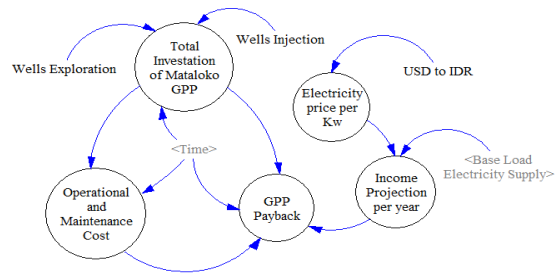 Wells Exploration
Total
Investation
of Mataloko
GPP
Wells Injection
USD to IDR
Electricity
price per
Kw
<Time>
<Base Load
Electricity Supply>
Operational
and
Maintenance
Cost
GPP
Payback
Income
Projection
per year